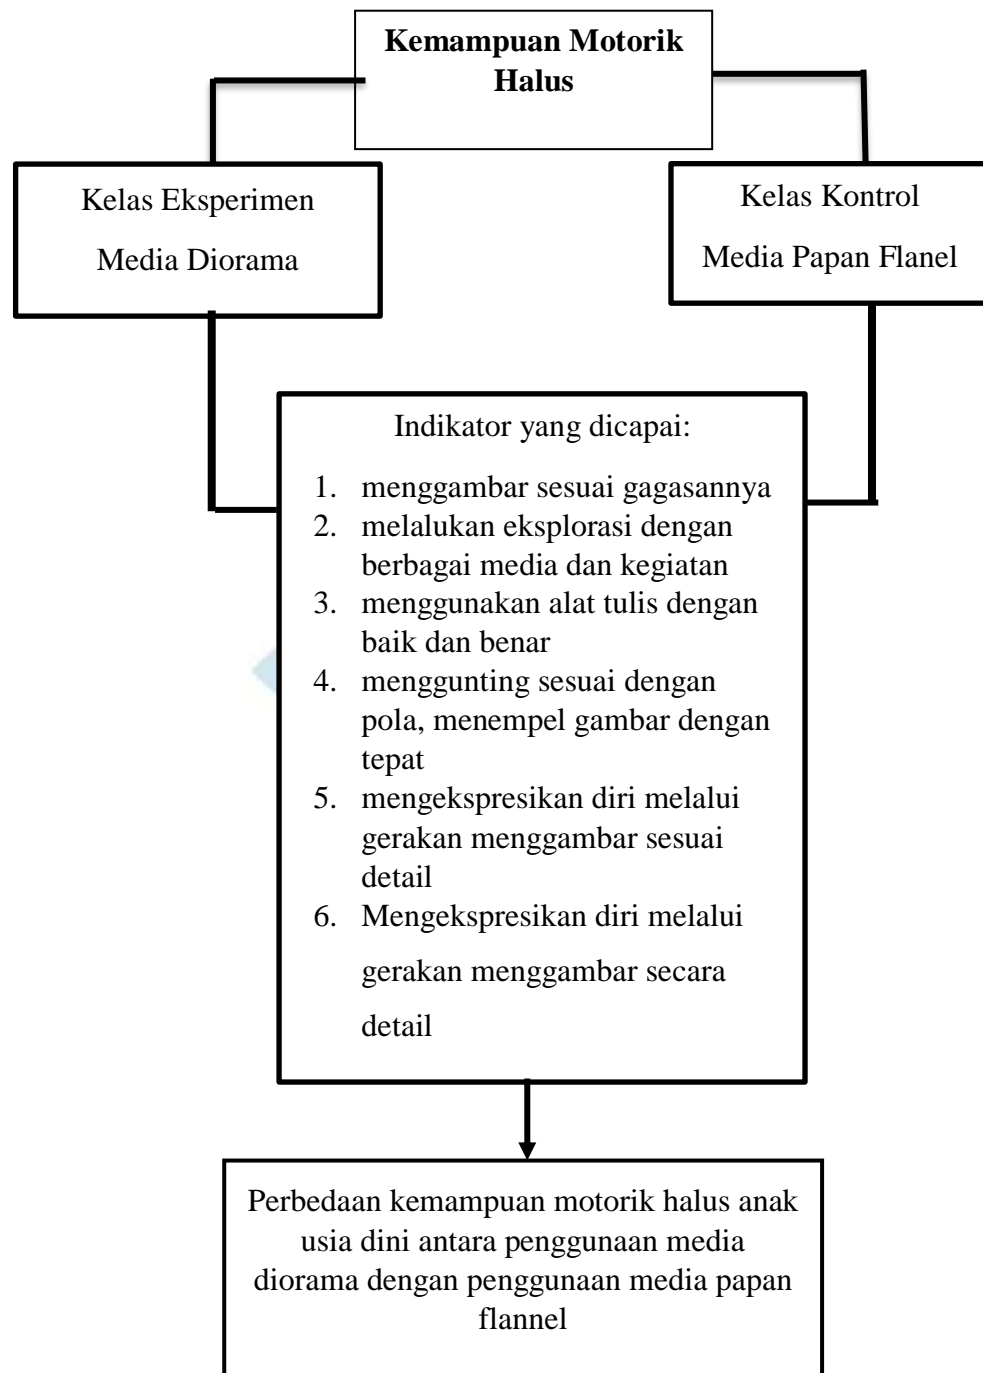 Kemampuan Motorik
Halus
Kelas Eksperimen
Media Diorama
Kelas Kontrol
Media Papan Flanel
Indikator yang dicapai:
1. menggambar sesuai gagasannya
2. melalukan eksplorasi dengan
berbagai media dan kegiatan
3. menggunakan alat tulis dengan
baik dan benar
4. menggunting sesuai dengan
pola, menempel gambar dengan
tepat
5. mengekspresikan diri melalui
gerakan menggambar sesuai
detail
6. Mengekspresikan diri melalui
gerakan menggambar secara
detail
Perbedaan kemampuan motorik halus anak
usia dini antara penggunaan media
diorama dengan penggunaan media papan
flannel